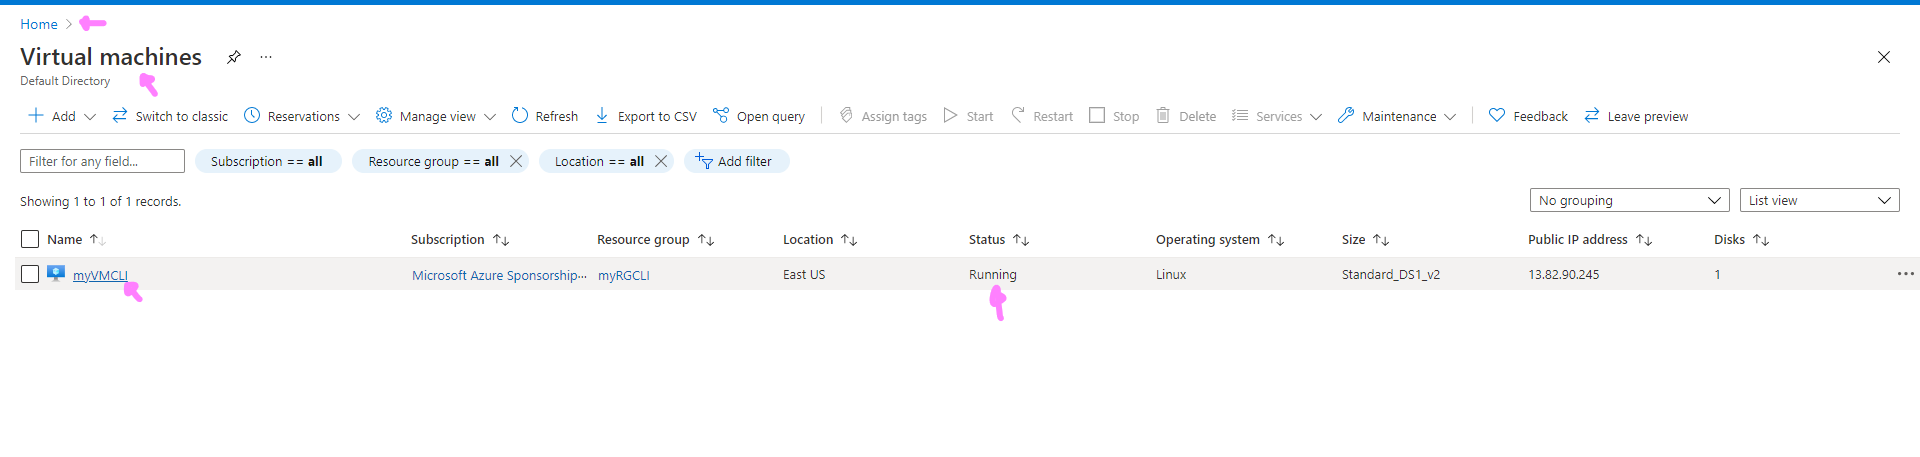 Home >
Virtual machines ...
Default Directory
+ Add Switch to classic Reservations Manage view Refresh Export to CSV Open query Assign tags Start Restart Stop Delete Services Maintenance Feedback Leave preview
Filter for any field... Subscription == all Resource group == all Location == all Add filter
Showing 1 to 1 of 1 records. No grouping List view
Name Subscription Resource group Location Status Operating system Size Public IP address Disks
myVMCLI Microsoft Azure Sponsorship... myRGCLI East US Running Linux Standard_DS1_v2 13.82.90.245 1 ...